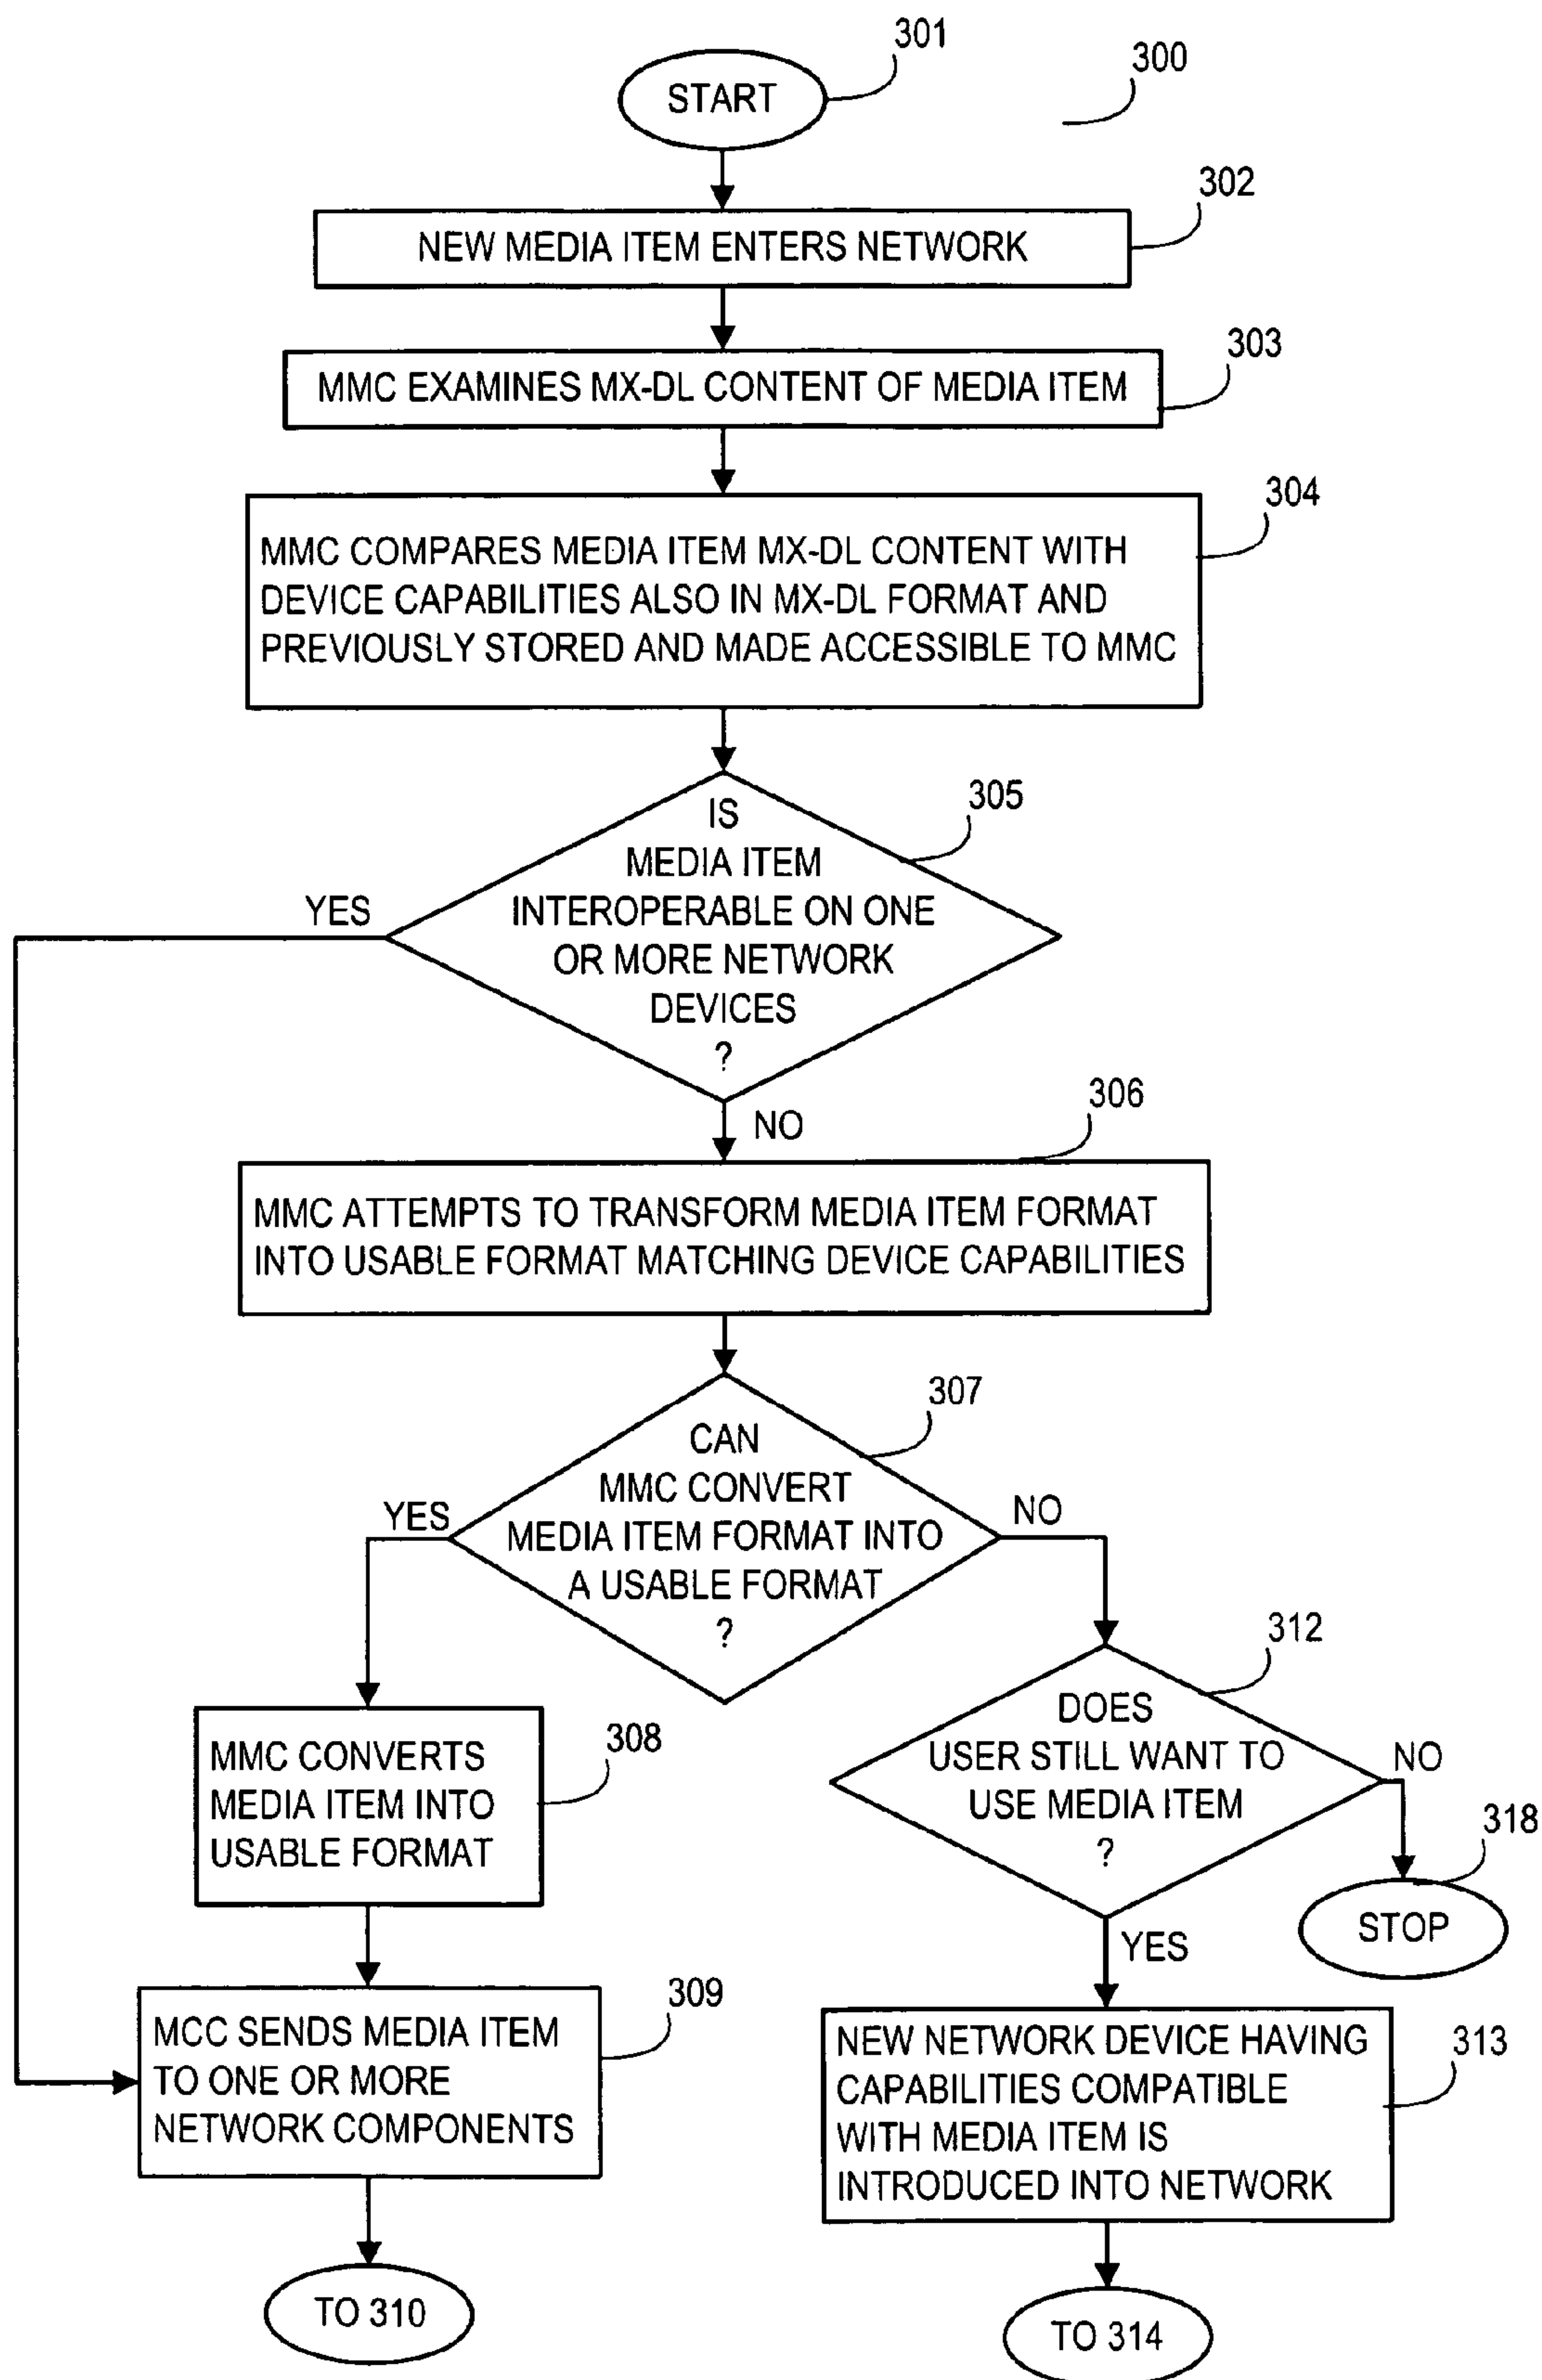 301
START
300
302
NEW MEDIA ITEM ENTERS NETWORK
303
MMC EXAMINES MX-DL CONTENT OF MEDIA ITEM
304
MMC COMPARES MEDIA ITEM MX-DL CONTENT WITH
DEVICE CAPABILITIES ALSO IN MX-DL FORMAT AND
PREVIOUSLY STORED AND MADE ACCESSIBLE TO MMC
305
IS
MEDIA ITEM
INTEROPERABLE ON ONE
OR MORE NETWORK
DEVICES
?
YES
NO
306
MMC ATTEMPTS TO TRANSFORM MEDIA ITEM FORMAT
INTO USABLE FORMAT MATCHING DEVICE CAPABILITIES
307
CAN
MMC CONVERT
MEDIA ITEM FORMAT INTO
A USABLE FORMAT
?
YES
NO
308
MMC CONVERTS
MEDIA ITEM INTO
USABLE FORMAT
312
DOES
USER STILL WANT TO
USE MEDIA ITEM
?
NO
318
STOP
YES
309
MCC SENDS MEDIA ITEM
TO ONE OR MORE
NETWORK COMPONENTS
313
NEW NETWORK DEVICE HAVING
CAPABILITIES COMPATIBLE
WITH MEDIA ITEM IS
INTRODUCED INTO NETWORK
TO 310
TO 314